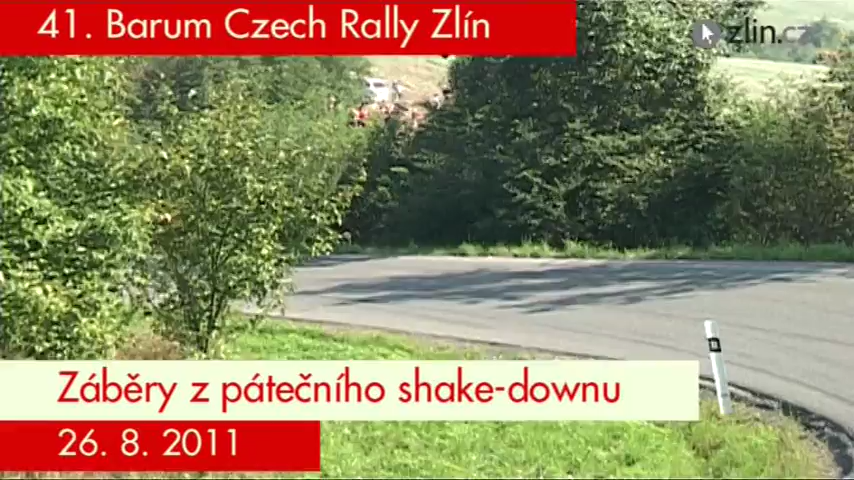 41. Barum Czech Rally Zlín
zlin.cz
Záběry z pátečního shake-downu
26. 8. 2011